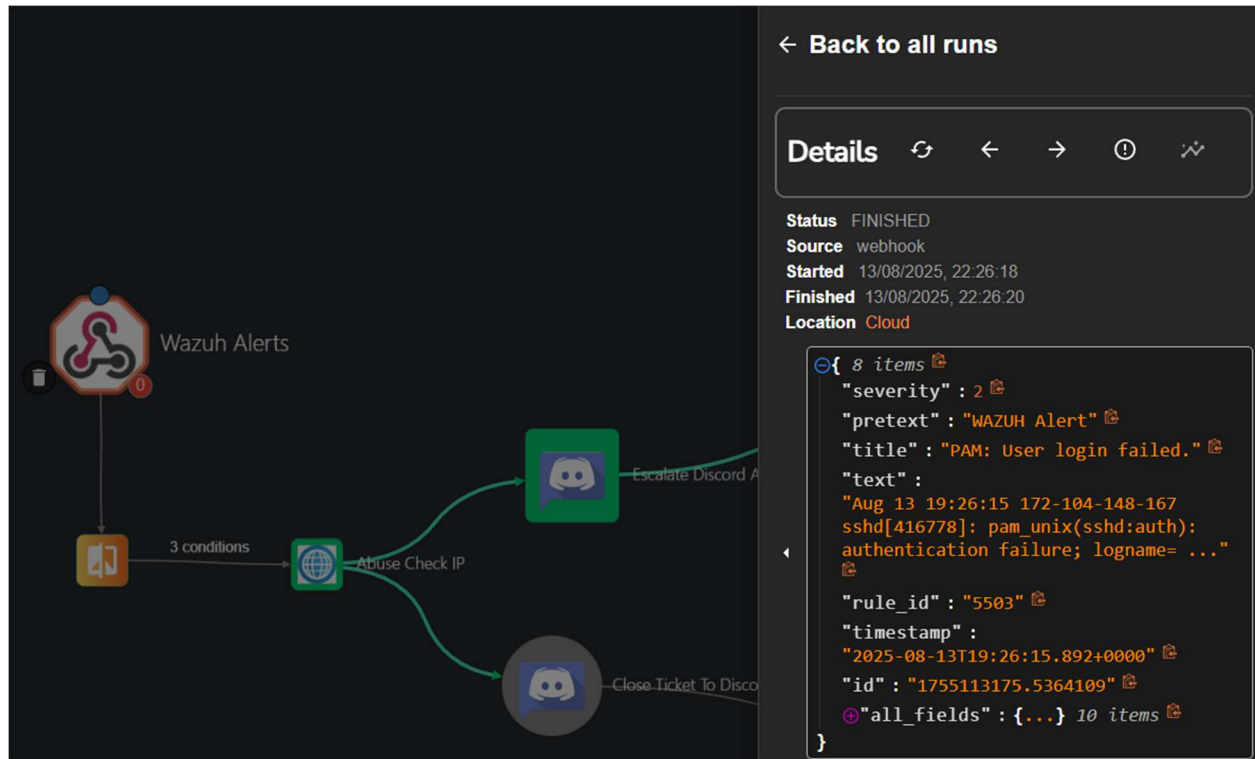 Back to all runs
Details
Status FINISHED
Source webhook
Started 13/08/2025, 22:26:18
Finished 13/08/2025, 22:26:20
Location Cloud
{ 8 items
"severity" : 2
"pretext" : "WAZUH Alert"
"title" : "PAM: User login failed."
"text" :
"Aug 13 19:26:15 172-104-148-167
sshd[416778]: pam_unix(sshd:auth):
authentication failure; logname= ..."
"rule_id" : "5503"
"timestamp" :
"2025-08-13T19:26:15.892+0000"
"id" : "1755113175.5364109"
"all_fields" : {...} 10 items
}
Wazuh Alerts
0
3 conditions
Abuse Check IP
Escalate Discord A
Close Ticket To Disco